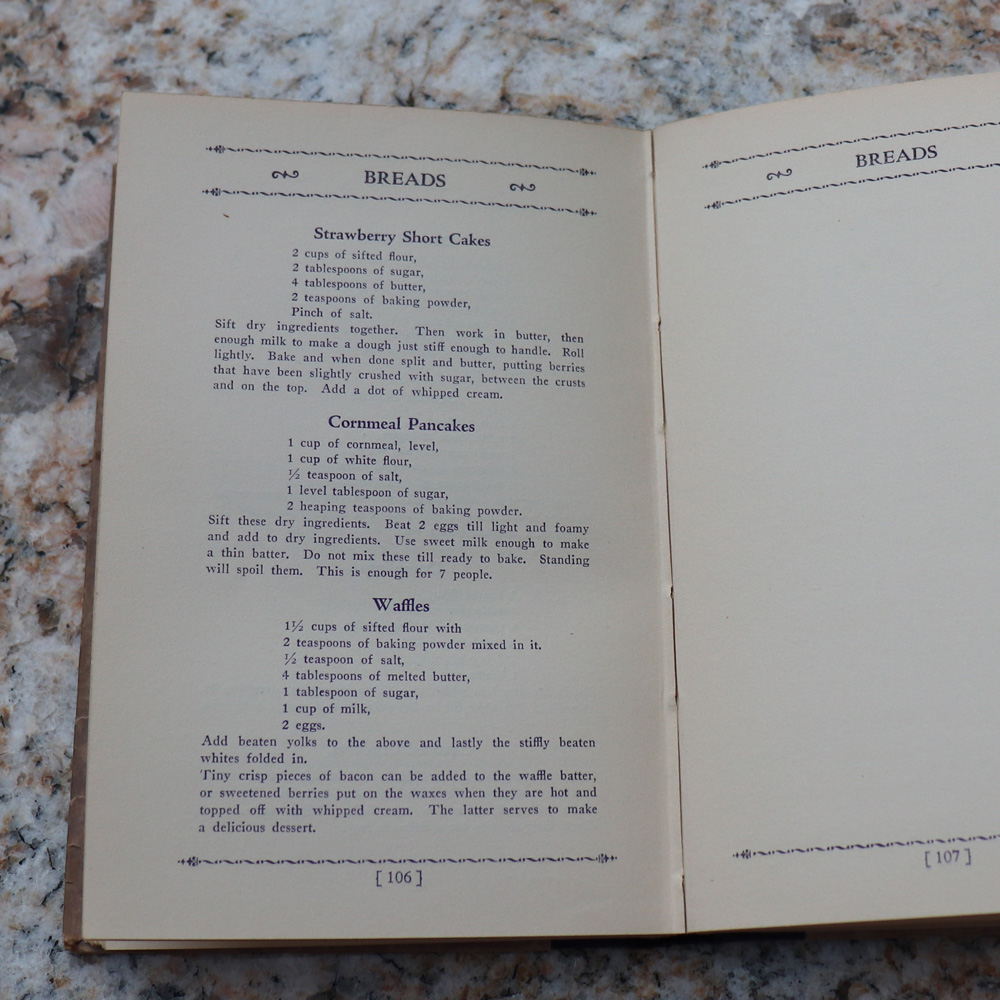 BREADS
Strawberry Short Cakes
2 cups of sifted flour,
2 tablespoons of sugar,
4 tablespoons of butter,
2 teaspoons of baking powder,
Pinch of salt.
Sift dry ingredients together. Then work in butter, then
enough milk to make a dough just stiff enough to handle. Roll
lightly. Bake and when done split and butter, putting berries
that have been slightly crushed with sugar, between the crusts
and on the top. Add a dot of whipped cream.
Cornmeal Pancakes
1 cup of cornmeal, level,
1 cup of white flour,
½ teaspoon of salt,
1 level tablespoon of sugar,
2 heaping teaspoons of baking powder.
Sift these dry ingredients. Beat 2 eggs till light and foamy
and add to dry ingredients. Use sweet milk enough to make
a thin batter. Do not mix these till ready to bake. Standing
will spoil them. This is enough for 7 people.
Waffles
1½ cups of sifted flour with
2 teaspoons of baking powder mixed in it.
½ teaspoon of salt,
4 tablespoons of melted butter,
1 tablespoon of sugar,
1 cup of milk,
2 eggs.
Add beaten yolks to the above and lastly the stiffly beaten
whites folded in.
Tiny crisp pieces of bacon can be added to the waffle batter,
or sweetened berries put on the waxes when they are hot and
topped off with whipped cream. The latter serves to make
a delicious dessert.
[ 106 ]
BREADS
[ 107 ]